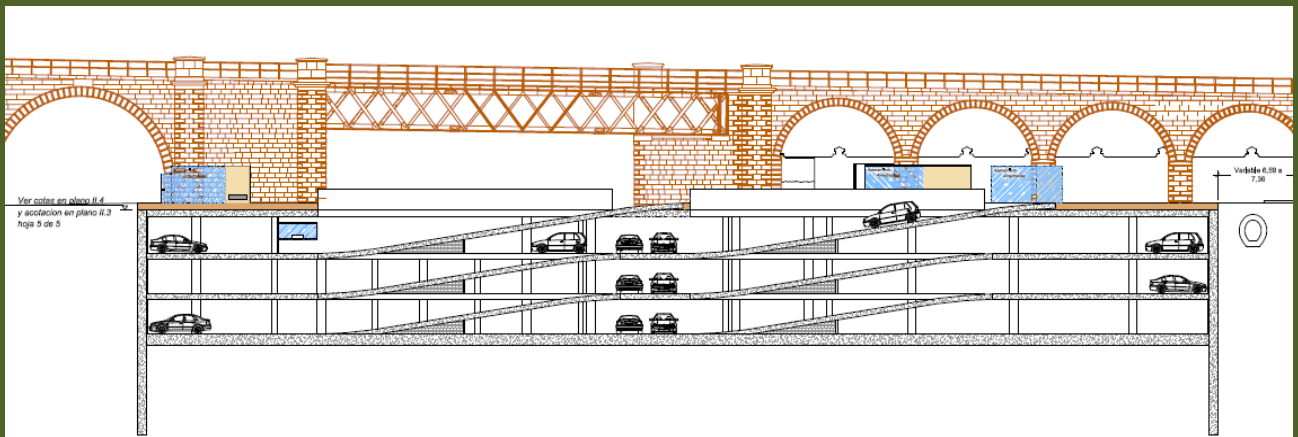 Ver cotas en plano II.4
y acotacion en plano II.3
hoja 5 de 5
Variable 6,59 a
7,36